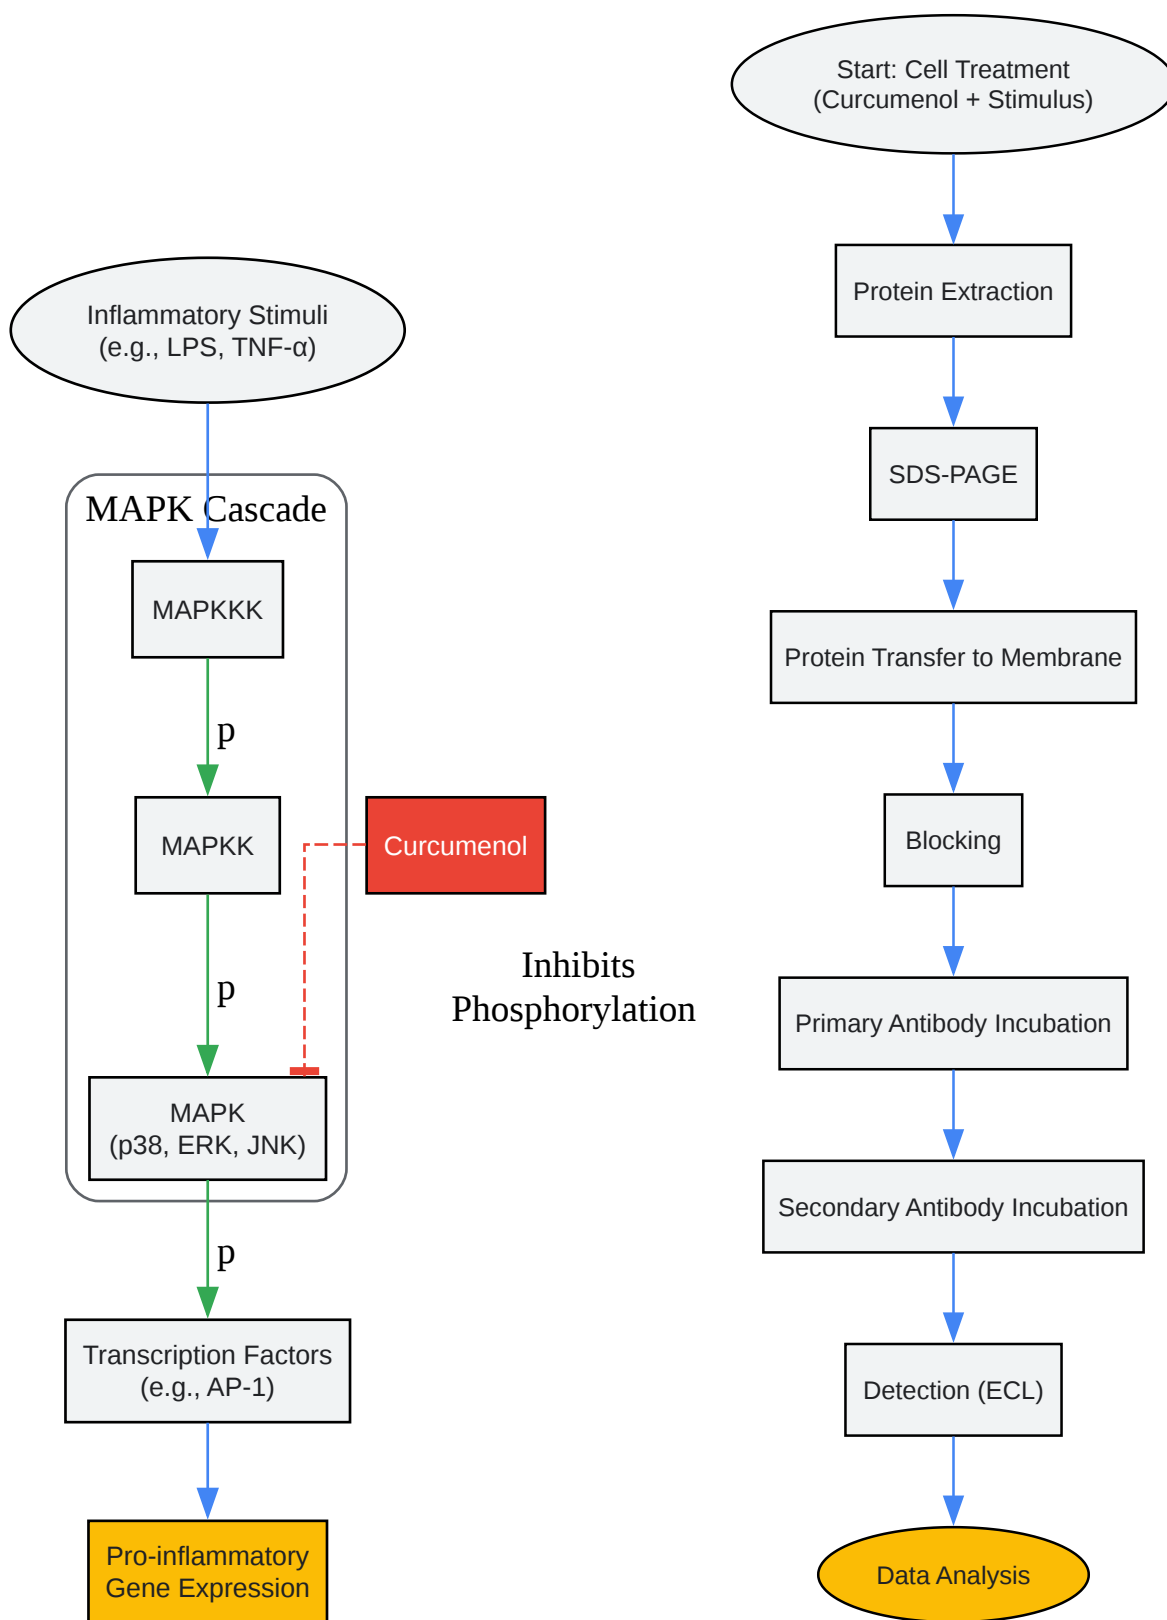 Inflammatory Stimuli
(e.g., LPS, TNF-α)
MAPK Cascade
MAPKKK
p
MAPKK
Curcumenol
p
Inhibits
Phosphorylation
MAPK
(p38, ERK, JNK)
p
Transcription Factors
(e.g., AP-1)
Pro-inflammatory
Gene Expression
Start: Cell Treatment
(Curcumenol + Stimulus)
Protein Extraction
SDS-PAGE
Protein Transfer to Membrane
Blocking
Primary Antibody Incubation
Secondary Antibody Incubation
Detection (ECL)
Data Analysis